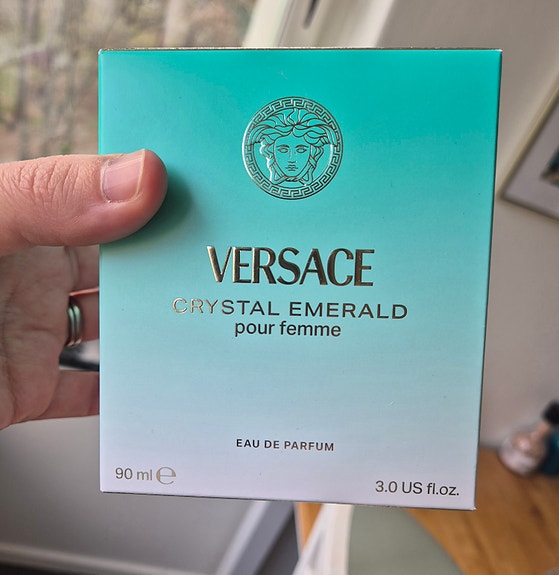 VERSACE
CRYSTAL EMERALD
pour femme
EAU DE PARFUM
90 ml ℮
3.0 US fl.oz.